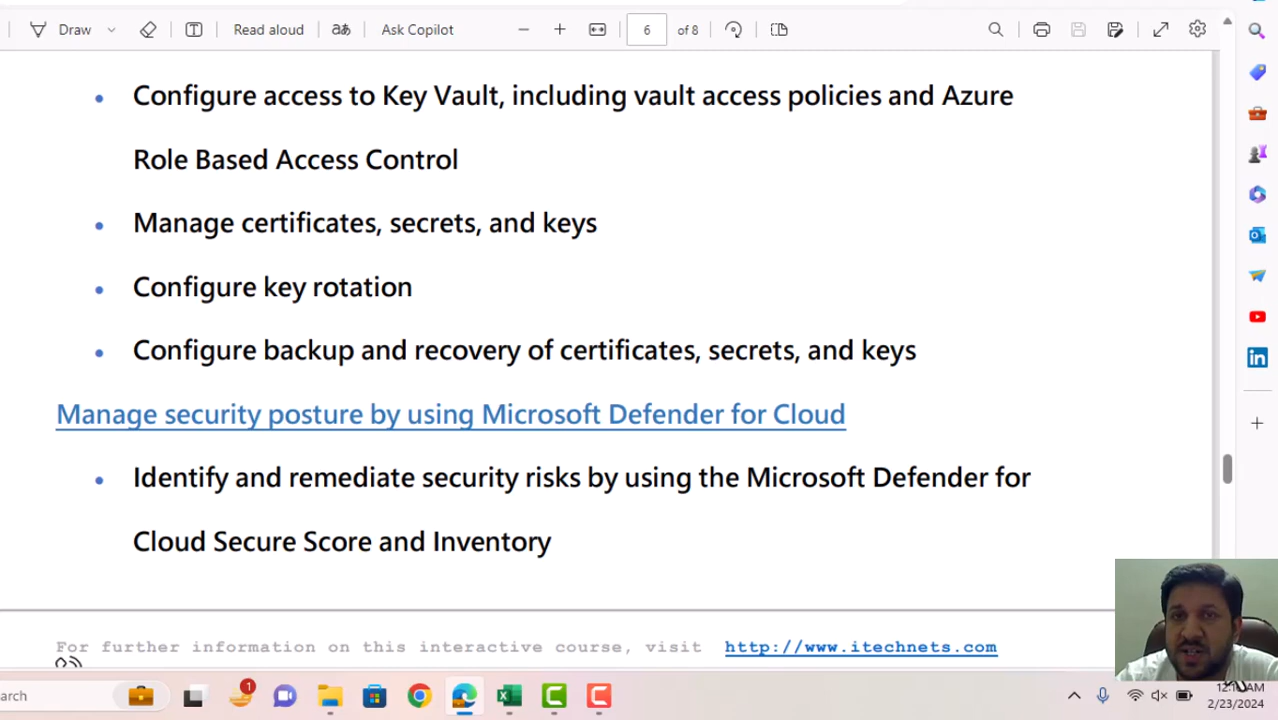 Draw
Read aloud
Ask Copilot
6
of 8
Configure access to Key Vault, including vault access policies and Azure
Role Based Access Control
Manage certificates, secrets, and keys
Configure key rotation
Configure backup and recovery of certificates, secrets, and keys
Manage security posture by using Microsoft Defender for Cloud
Identify and remediate security risks by using the Microsoft Defender for
Cloud Secure Score and Inventory
For further information on this interactive course, visit http://www.itechnets.com
earch
1
2/23/2024